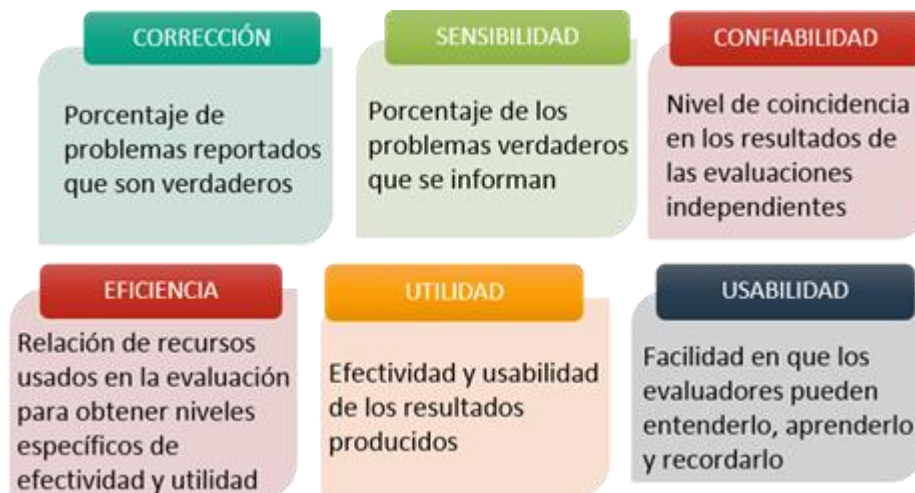 CORRECCIÓN
Porcentaje de
problemas reportados
que son verdaderos
SENSIBILIDAD
Porcentaje de los
problemas verdaderos
que se informan
CONFIABILIDAD
Nivel de coincidencia
en los resultados de
las evaluaciones
independientes
EFICIENCIA
Relación de recursos
usados en la evaluación
para obtener niveles
específicos de
efectividad y utilidad
UTILIDAD
Efectividad y usabilidad
de los resultados
producidos
USABILIDAD
Facilidad en que los
evaluadores pueden
entenderlo, aprenderlo
y recordarlo